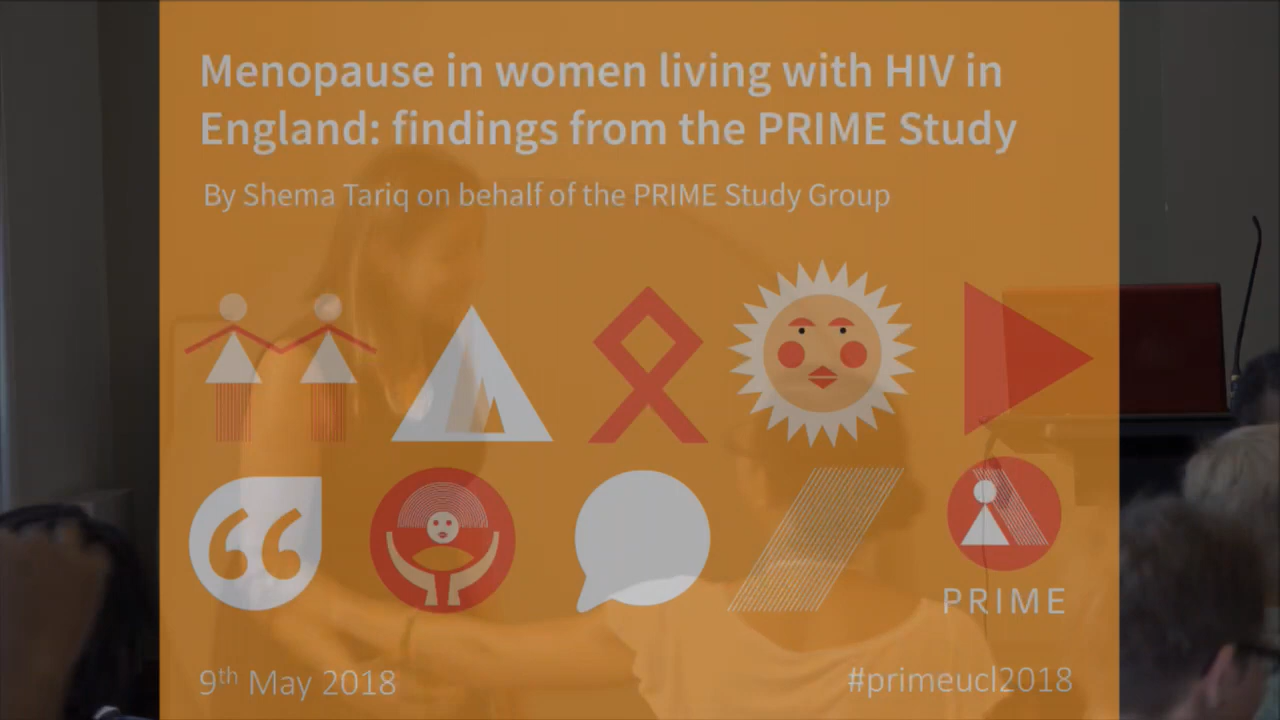 Menopause in women living with HIV in
England: findings from the PRIME Study
By Shema Tariq on behalf of the PRIME Study Group
PRIME
9th May 2018
#primeucl2018